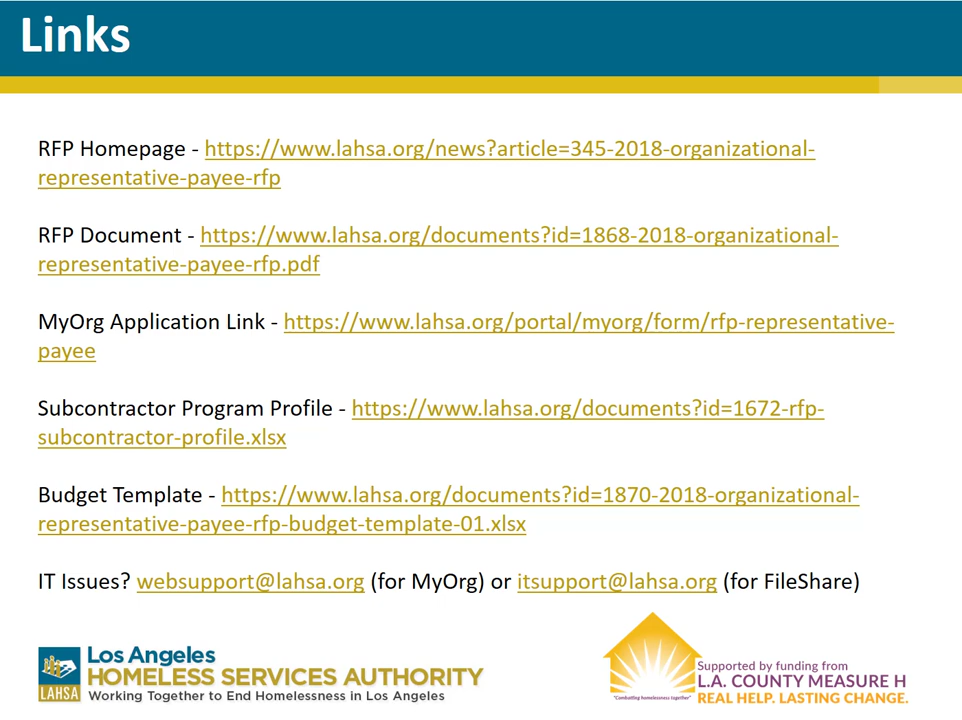 Links
RFP Homepage - https://www.lahsa.org/news?article=345-2018-organizational-
representative-payee-rfp
RFP Document - https://www.lahsa.org/documents?id=1868-2018-organizational-
representative-payee-rfp.pdf
MyOrg Application Link - https://www.lahsa.org/portal/myorg/form/rfp-representative-
payee
Subcontractor Program Profile - https://www.lahsa.org/documents?id=1672-rfp-
subcontractor-profile.xlsx
Budget Template - https://www.lahsa.org/documents?id=1870-2018-organizational-
representative-payee-rfp-budget-template-01.xlsx
IT Issues? websupport@lahsa.org (for MyOrg) or itsupport@lahsa.org (for FileShare)
LAHSA
Los Angeles
HOMELESS SERVICES AUTHORITY
Working Together to End Homelessness in Los Angeles
"Combatting homelessness together"
Supported by funding from
L.A. COUNTY MEASURE H
REAL HELP. LASTING CHANGE.